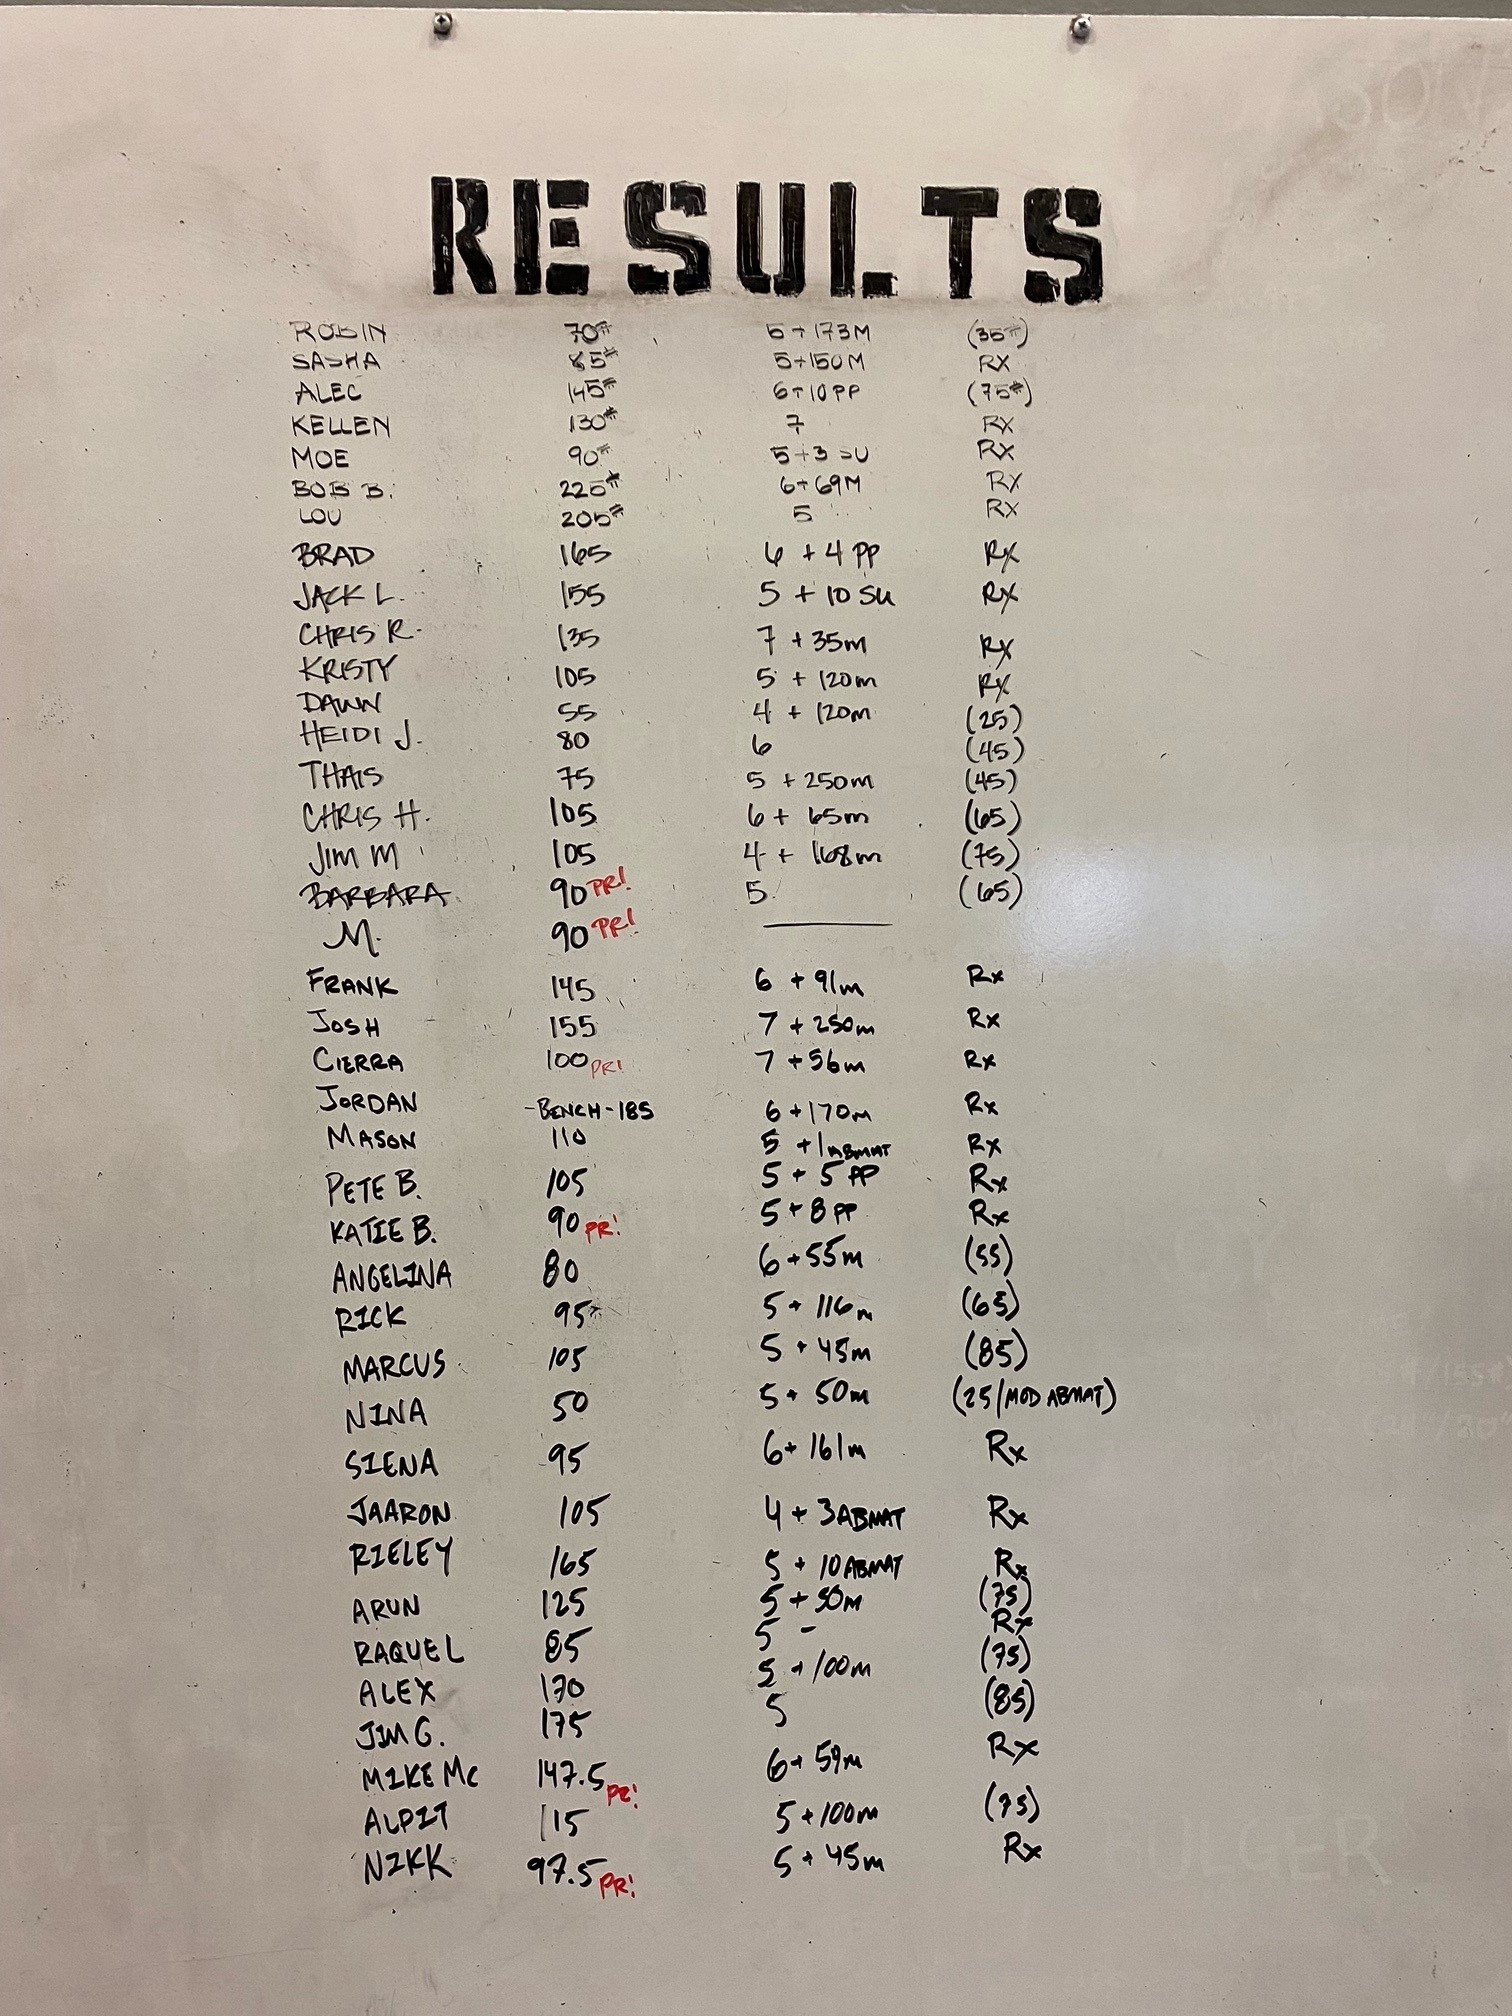 RESULTS
ROBIN 70# 5+173M (35#)
SASHA 85# 5+150M RX
ALEC 145# 6+10PP (75#)
KELLEN 130# 7 RX
MOE 90# 5+3 SU RX
BOB B. 225# 6+69M RX
LOU 205# 5 RX
BRAD 165 6 + 4 PP RX
JACK L. 155 5 + 10 SU RX
CHRIS R. 135 7 + 35m RX
KRISTY 105 5 + 120m RX
DAWN 55 4 + 120m (25)
HEIDI J. 80 6 (45)
THAIS 75 5 + 250m (45)
CHRIS H. 105 6 + 65m (65)
JIM M 105 4 + 168m (75)
BARBARA 90 PR! 5 (65)
M. 90 PR! —
FRANK 145 6 + 91m Rx
JOSH 155 7 + 250m Rx
CIERRA 100 PR! 7 + 56m Rx
JORDAN -BENCH-185 6 +170m Rx
MASON 110 5 +1 ABMAT Rx
PETE B. 105 5 + 5 PP Rx
KATIE B. 90 PR! 5 + 8 PP Rx
ANGELINA 80 6 + 55m (55)
RICK 95# 5 + 116m (65)
MARCUS 105 5 + 45m (85)
NINA 50 5 + 50m (25/MOD ABMAT)
SIENA 95 6+ 161m Rx
JAARON 105 4 + 3 ABMAT Rx
RIELEY 165 5 + 10 ABMAT Rx
ARUN 125 5 + 50m (75)
RAQUEL 85 5 - Rx
ALEX 170 5 + 100m (75)
JIM G. 175 5 (85)
MIKE MC 147.5 PR! 6+ 59m Rx
ALPIT 115 5 + 100m (75)
NIKK 97.5 PR! 5 + 45m Rx